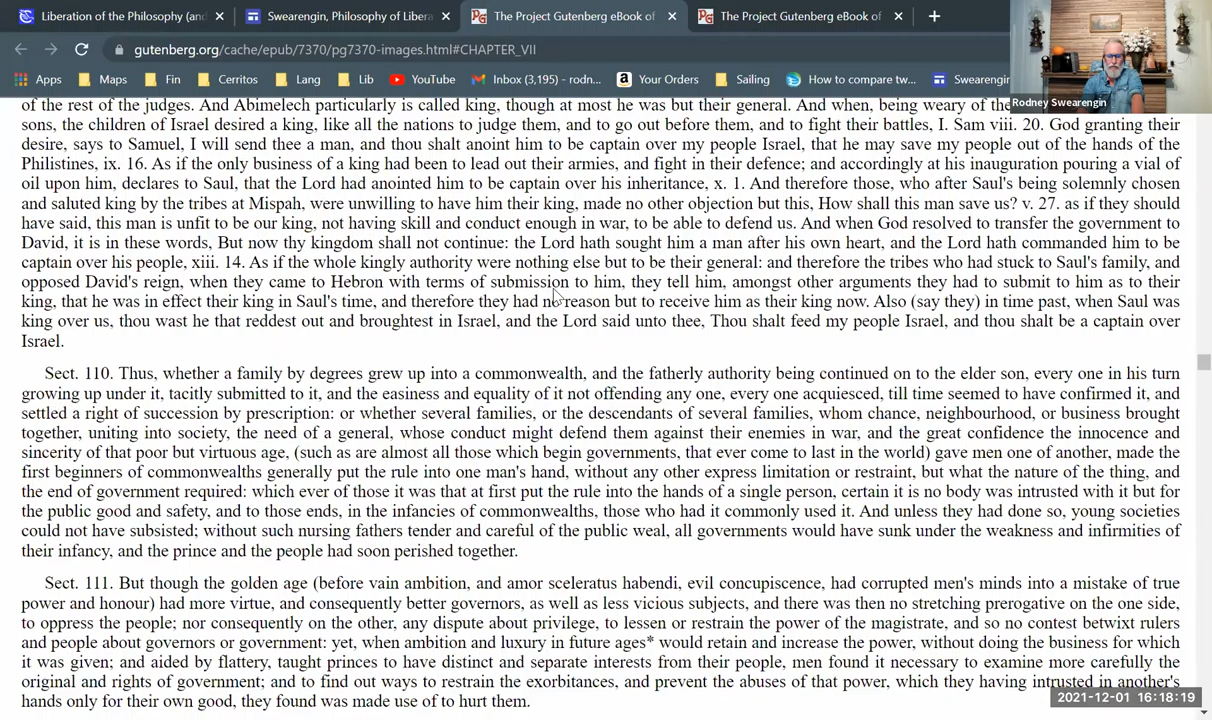 Liberation of the Philosophy (and
Swearengin, Philosophy of Libera
The Project Gutenberg eBook of
The Project Gutenberg eBook of
gutenberg.org/cache/epub/7370/pg7370-images.html#CHAPTER_VII
Apps Maps Fin Cerritos Lang Lib YouTube Inbox (3,195) - rodn... Your Orders Sailing How to compare tw... Swearengin
Rodney Swearengin
of the rest of the judges. And Abimelech particularly is called king, though at most he was but their general. And when, being weary of the
sons, the children of Israel desired a king, like all the nations to judge them, and to go out before them, and to fight their battles, I. Sam viii. 20. God granting their
desire, says to Samuel, I will send thee a man, and thou shalt anoint him to be captain over my people Israel, that he may save my people out of the hands of the
Philistines, ix. 16. As if the only business of a king had been to lead out their armies, and fight in their defence; and accordingly at his inauguration pouring a vial of
oil upon him, declares to Saul, that the Lord had anointed him to be captain over his inheritance, x. 1. And therefore those, who after Saul's being solemnly chosen
and saluted king by the tribes at Mispah, were unwilling to have him their king, made no other objection but this, How shall this man save us? v. 27. as if they should
have said, this man is unfit to be our king, not having skill and conduct enough in war, to be able to defend us. And when God resolved to transfer the government to
David, it is in these words, But now thy kingdom shall not continue: the Lord hath sought him a man after his own heart, and the Lord hath commanded him to be
captain over his people, xiii. 14. As if the whole kingly authority were nothing else but to be their general: and therefore the tribes who had stuck to Saul's family, and
opposed David's reign, when they came to Hebron with terms of submission to him, they tell him, amongst other arguments they had to submit to him as to their
king, that he was in effect their king in Saul's time, and therefore they had no reason but to receive him as their king now. Also (say they) in time past, when Saul was
king over us, thou wast he that reddest out and broughtest in Israel, and the Lord said unto thee, Thou shalt feed my people Israel, and thou shalt be a captain over
Israel.
Sect. 110. Thus, whether a family by degrees grew up into a commonwealth, and the fatherly authority being continued on to the elder son, every one in his turn
growing up under it, tacitly submitted to it, and the easiness and equality of it not offending any one, every one acquiesced, till time seemed to have confirmed it, and
settled a right of succession by prescription: or whether several families, or the descendants of several families, whom chance, neighbourhood, or business brought
together, uniting into society, the need of a general, whose conduct might defend them against their enemies in war, and the great confidence the innocence and
sincerity of that poor but virtuous age, (such as are almost all those which begin governments, that ever come to last in the world) gave men one of another, made the
first beginners of commonwealths generally put the rule into one man's hand, without any other express limitation or restraint, but what the nature of the thing, and
the end of government required: which ever of those it was that at first put the rule into the hands of a single person, certain it is no body was intrusted with it but for
the public good and safety, and to those ends, in the infancies of commonwealths, those who had it commonly used it. And unless they had done so, young societies
could not have subsisted; without such nursing fathers tender and careful of the public weal, all governments would have sunk under the weakness and infirmities of
their infancy, and the prince and the people had soon perished together.
Sect. 111. But though the golden age (before vain ambition, and amor sceleratus habendi, evil concupiscence, had corrupted men's minds into a mistake of true
power and honour) had more virtue, and consequently better governors, as well as less vicious subjects, and there was then no stretching prerogative on the one side,
to oppress the people; nor consequently on the other, any dispute about privilege, to lessen or restrain the power of the magistrate, and so no contest betwixt rulers
and people about governors or government: yet, when ambition and luxury in future ages* would retain and increase the power, without doing the business for which
it was given; and aided by flattery, taught princes to have distinct and separate interests from their people, men found it necessary to examine more carefully the
original and rights of government; and to find out ways to restrain the exorbitances, and prevent the abuses of that power, which they having intrusted in another's
hands only for their own good, they found was made use of to hurt them.
2021-12-01 16:18:19